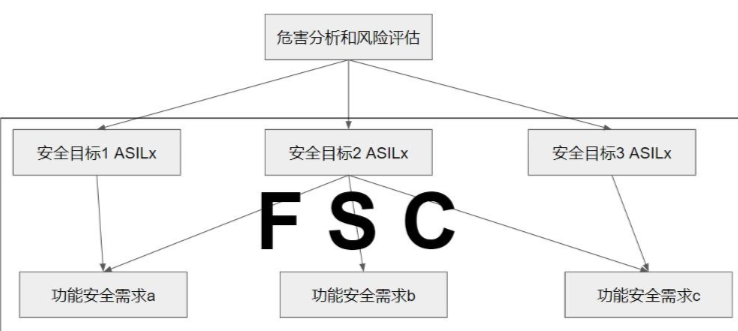 危害分析和风险评估
安全目标1 ASILx
安全目标2 ASILx
安全目标3 ASILx
FSC
功能安全需求a
功能安全需求b
功能安全需求c